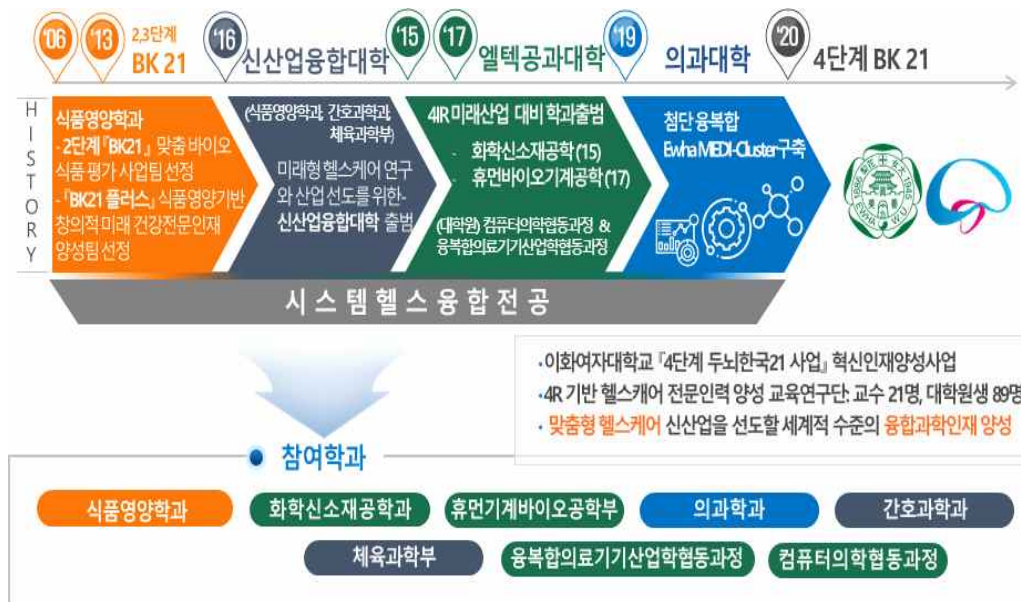 '06
'13
2,3단계
BK 21
'16
신산업융합대학
'15
'17
엘텍공과대학
'19
의과대학
'20
4단계 BK 21
HISTORY
식품영양학과
- 2단계『BK21』 맞춤 바이오
식품 평가 사업팀 선정
-『BK21 플러스』 식품영양기반
창의적 미래 건강전문인재
양성팀 선정
(식품영양학과, 간호과학과,
체육과학부)
미래형 헬스케어 연구
와 산업 선도를 위한-
신산업융합대학 출범
4IR 미래산업 대비 학과출범
- 화학신소재공학('15)
- 휴먼바이오기계공학('17)
(대학원) 컴퓨터의학협동과정 &
융복합의료기기산업학협동과정
첨단 융복합
Ewha MEDI-Cluster구축
1886
1945
EWHA
시스템헬스융합전공
·이화여자대학교 『4단계 두뇌한국21 사업』 혁신인재양성사업
·4R 기반 헬스캐어 전문인력 양성 교육연구단: 교수 21명, 대학원생 89명
· 맞춤형 헬스케어 신산업을 선도할 세계적 수준의 융합과학인재 양성
참여학과
식품영양학과
화학신소재공학과
휴먼기계바이오공학부
의과학과
간호과학과
체육과학부
융복합의료기기산업학협동과정
컴퓨터의학협동과정